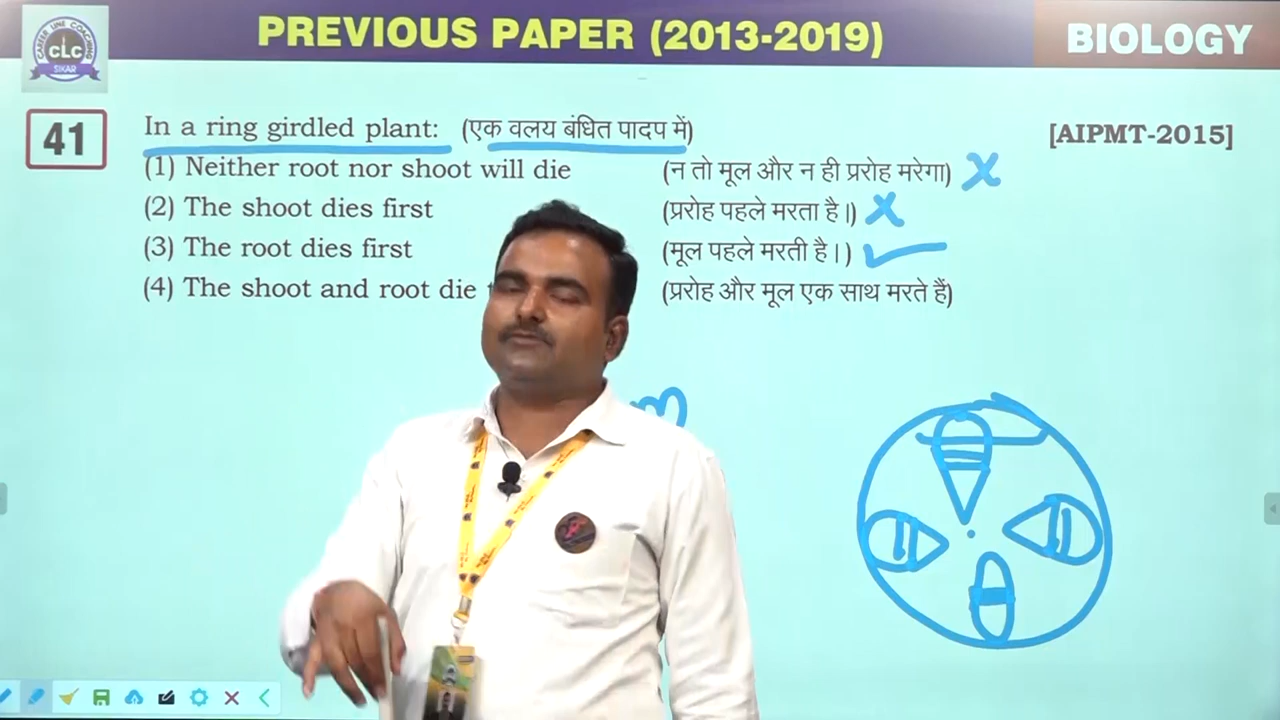 PREVIOUS PAPER (2013-2019)
BIOLOGY
CAREER LINE COACHING
CLC
SIKAR
41
In a ring girdled plant: (एक वलय बंधित पादप में)
[AIPMT-2015]
(1) Neither root nor shoot will die (न तो मूल और न ही प्ररोह मरेगा)
(2) The shoot dies first (प्ररोह पहले मरता है।)
(3) The root dies first (मूल पहले मरती है।)
(4) The shoot and root die (प्ररोह और मूल एक साथ मरते हैं)